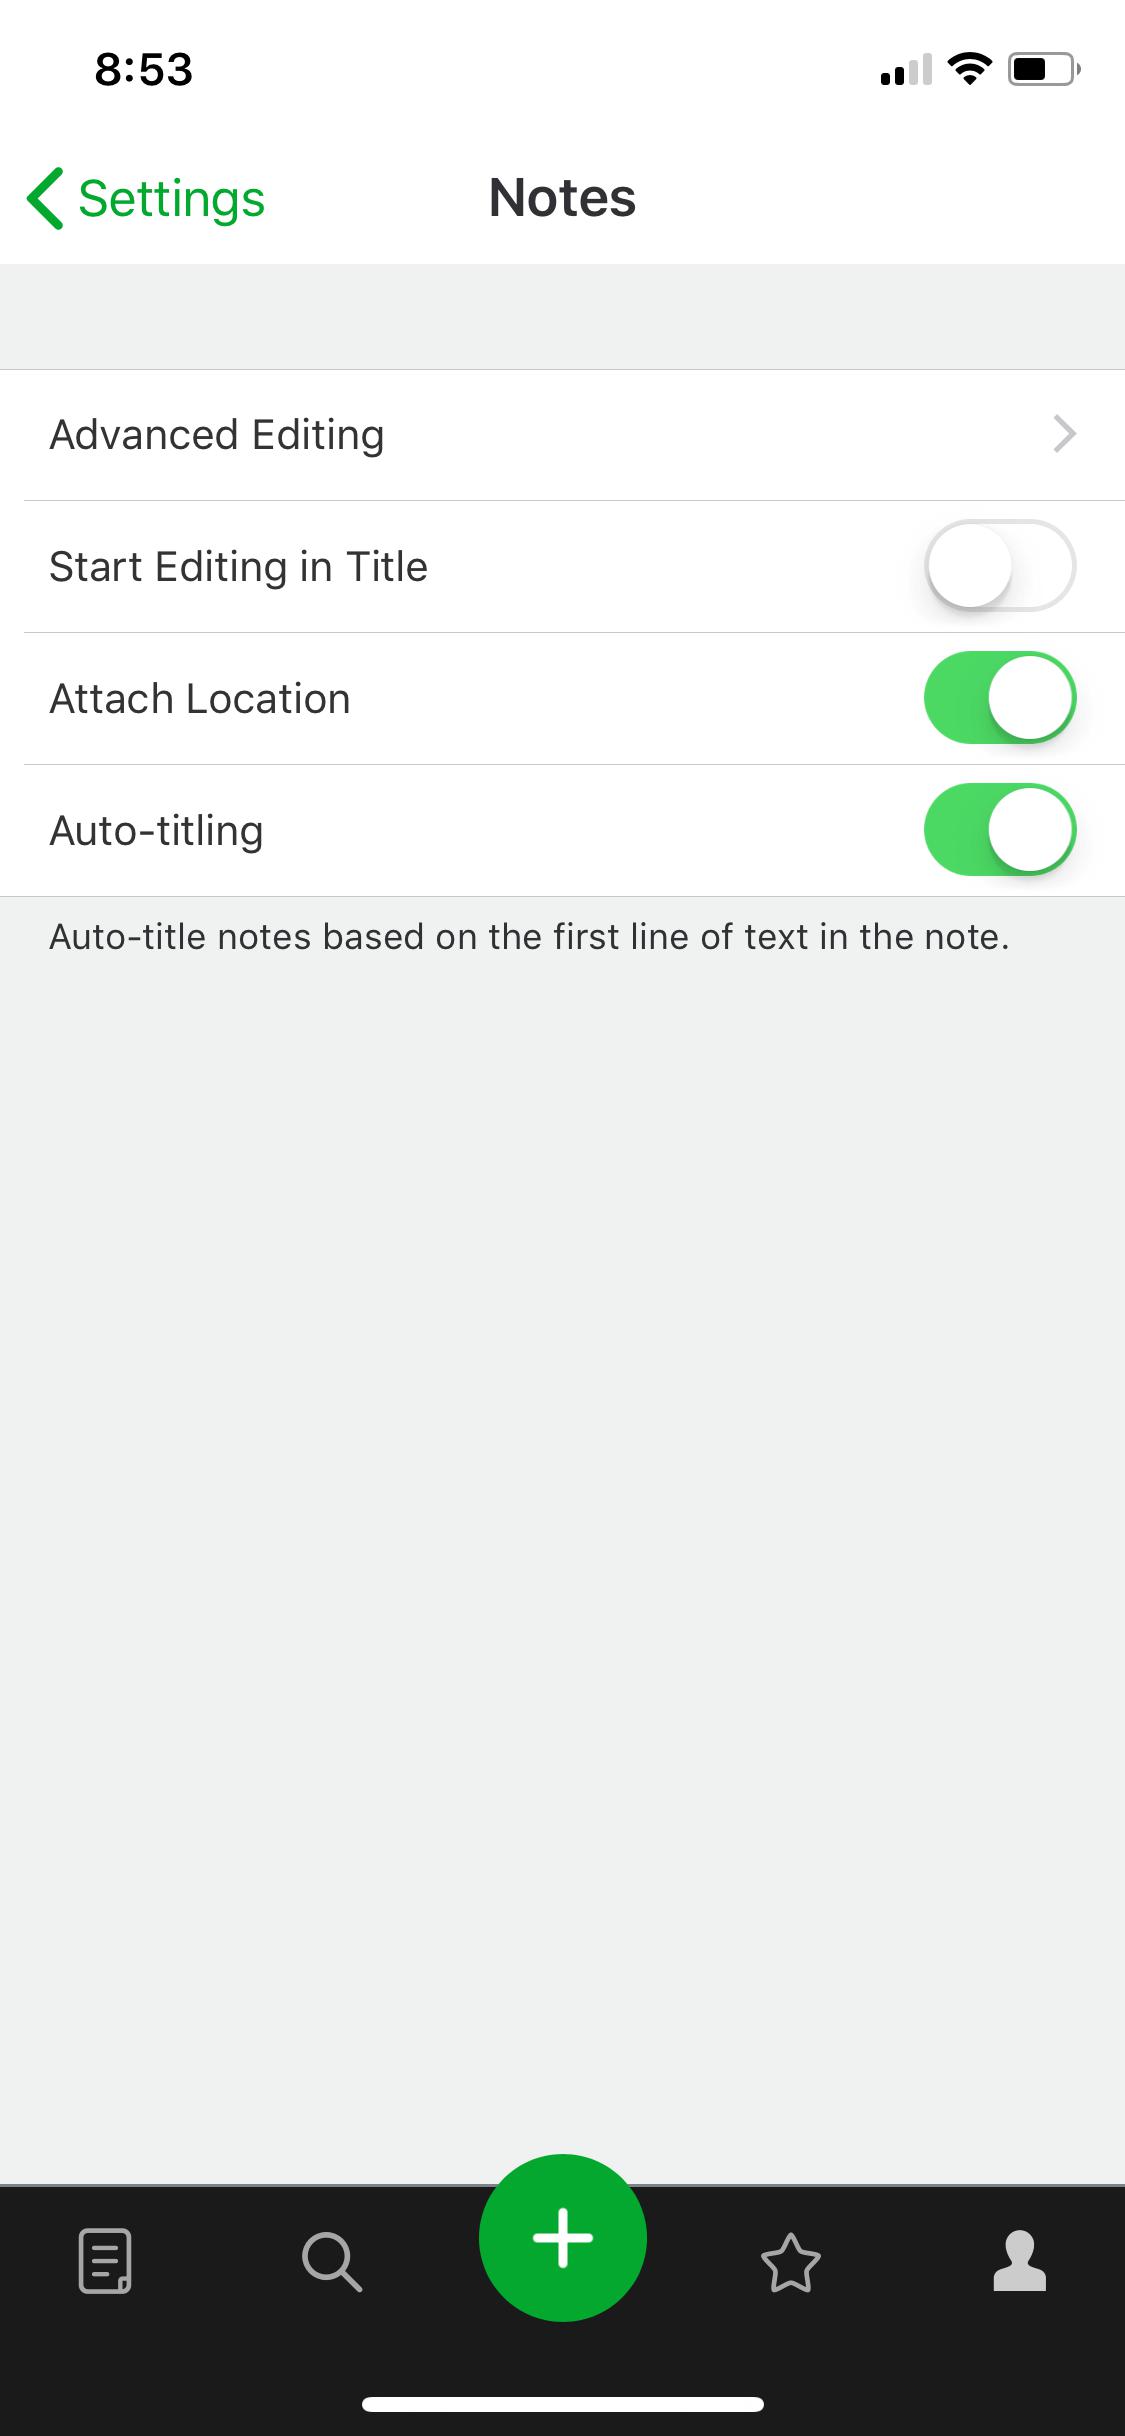 8:53
Settings
Notes
Advanced Editing
Start Editing in Title
Attach Location
Auto-titling
Auto-title notes based on the first line of text in the note.